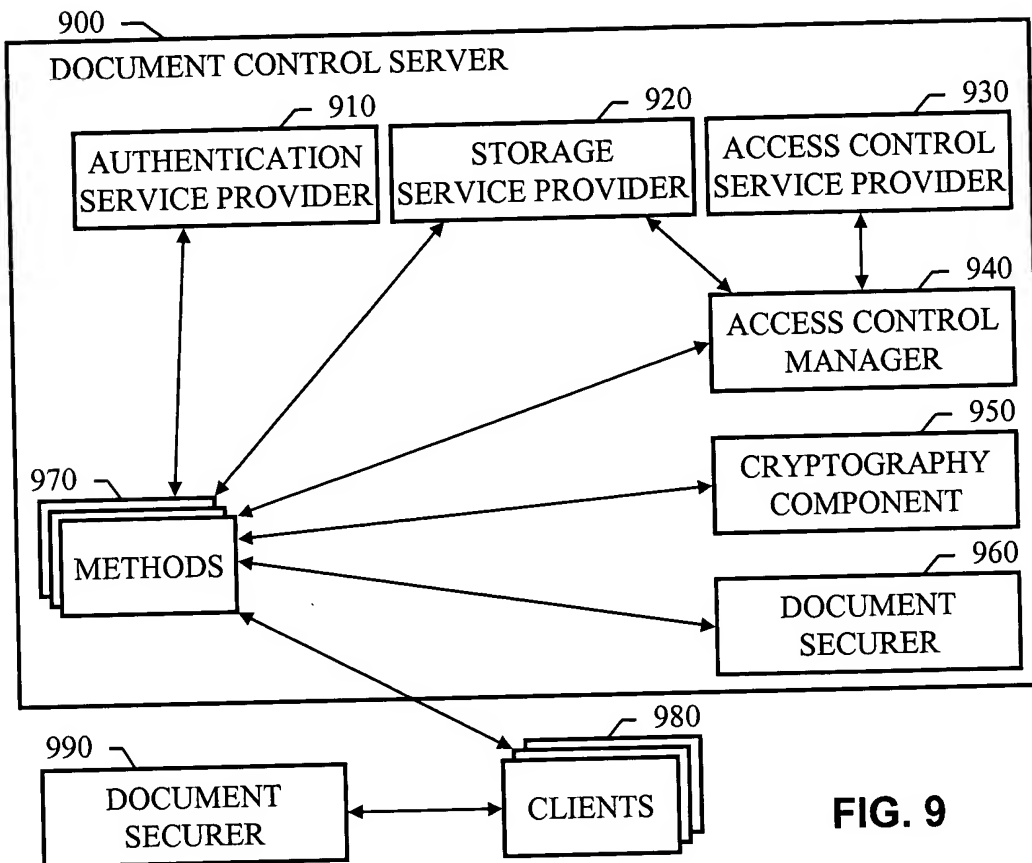 900
DOCUMENT CONTROL SERVER
910
920
930
AUTHENTICATION
SERVICE PROVIDER
STORAGE
SERVICE PROVIDER
ACCESS CONTROL
SERVICE PROVIDER
940
ACCESS CONTROL
MANAGER
950
CRYPTOGRAPHY
COMPONENT
970
METHODS
960
DOCUMENT
SECURER
980
990
DOCUMENT
SECURER
CLIENTS
FIG. 9